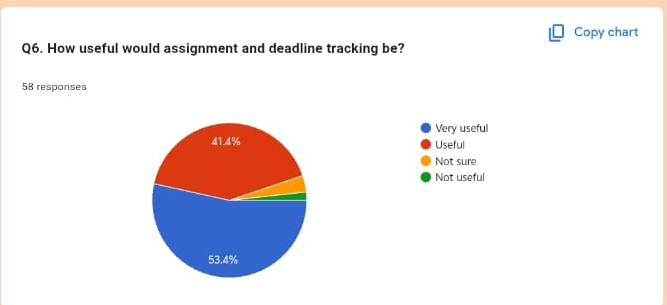 Copy chart
Q6. How useful would assignment and deadline tracking be?
58 responses
Very useful
Useful
Not sure
Not useful
41.4%
53.4%